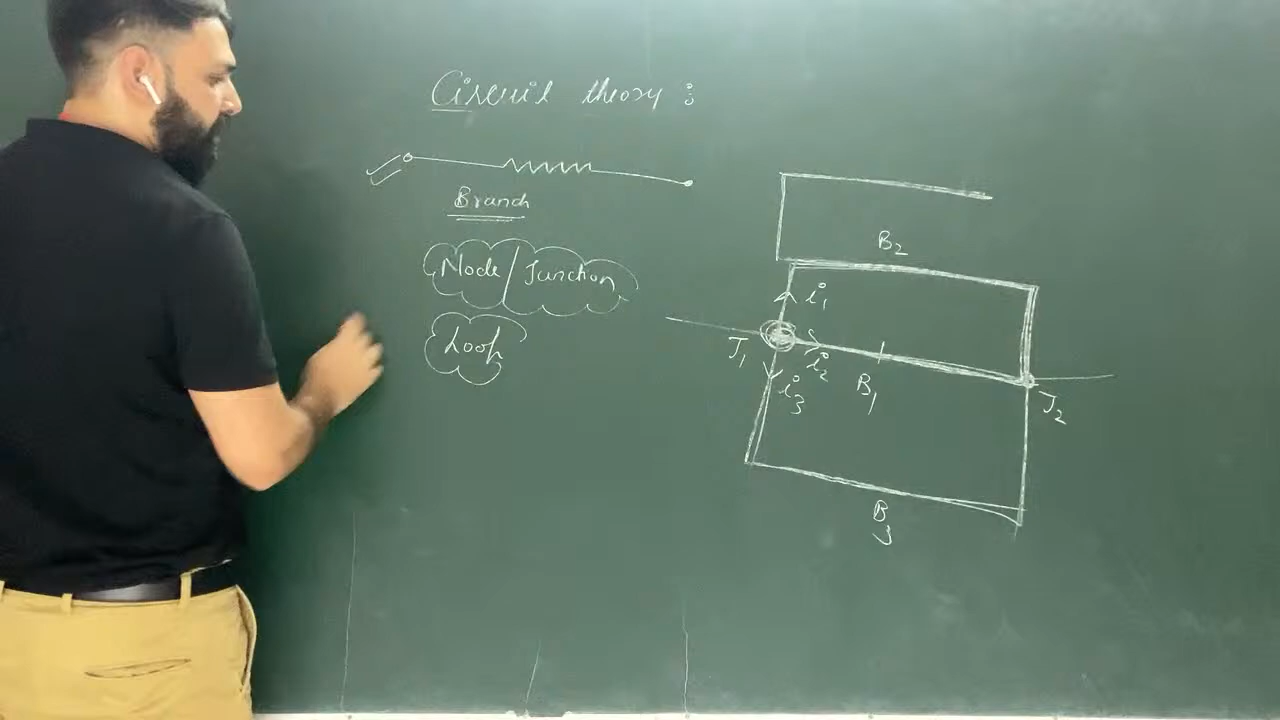 Circuit theory :
Branch
Node/Junction
Loop
B2
i1
J1
i2
i3
B1
J2
B3